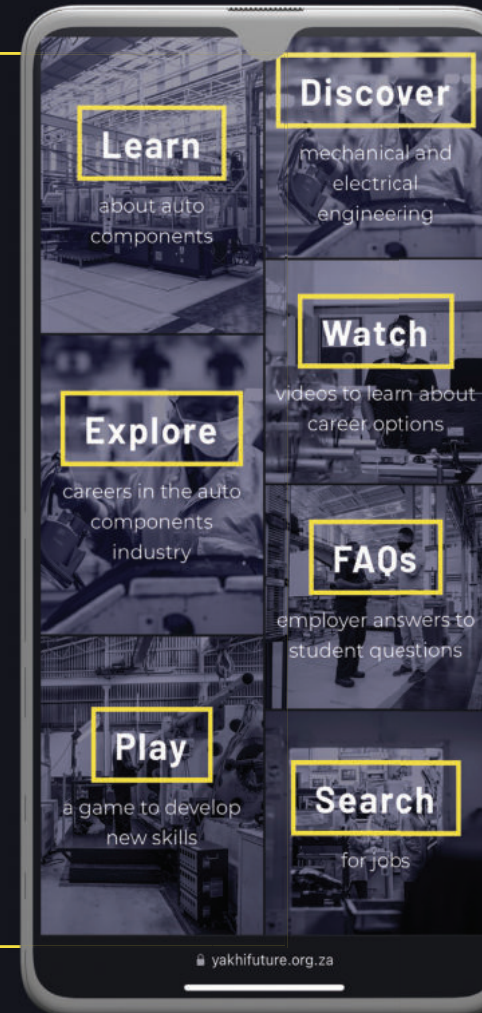 Learn
about auto
components
Discover
mechanical and
electrical
engineering
Explore
careers in the auto
components
industry
Watch
videos to learn about
career options
FAQs
employer answers to
student questions
Play
a game to develop
new skills
Search
for jobs
yakhifuture.org.za